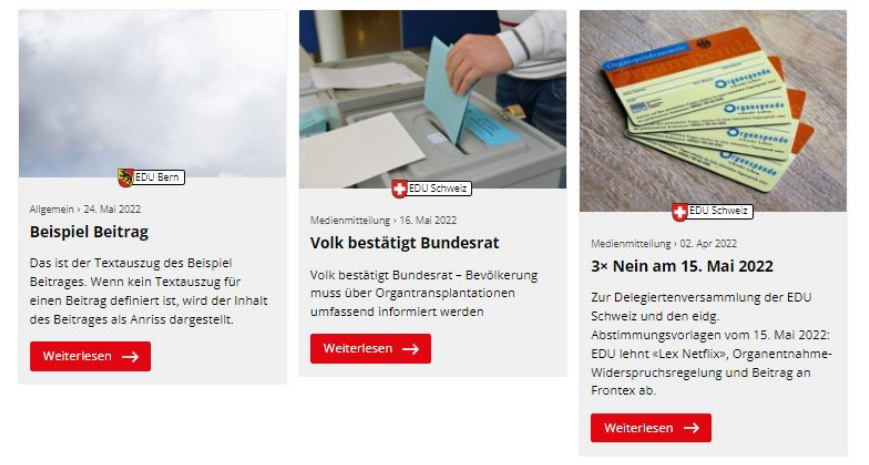 EDU Bern
Allgemein › 24. Mai 2022
Beispiel Beitrag
Das ist der Textauszug des Beispiel
Beitrages. Wenn kein Textauszug für
einen Beitrag definiert ist, wird der Inhalt
des Beitrages als Anriss dargestellt.
Weiterlesen →
EDU Schweiz
Medienmitteilung › 16. Mai 2022
Volk bestätigt Bundesrat
Volk bestätigt Bundesrat – Bevölkerung
muss über Organtransplantationen
umfassend informiert werden
Weiterlesen →
Organspendeausweis
Organspende
Organspende
Organspende
Organspende
EDU Schweiz
Medienmitteilung › 02. Apr 2022
3× Nein am 15. Mai 2022
Zur Delegiertenversammlung der EDU
Schweiz und den eidg.
Abstimmungsvorlagen vom 15. Mai 2022:
EDU lehnt «Lex Netflix», Organentnahme-
Widerspruchsregelung und Beitrag an
Frontex ab.
Weiterlesen →